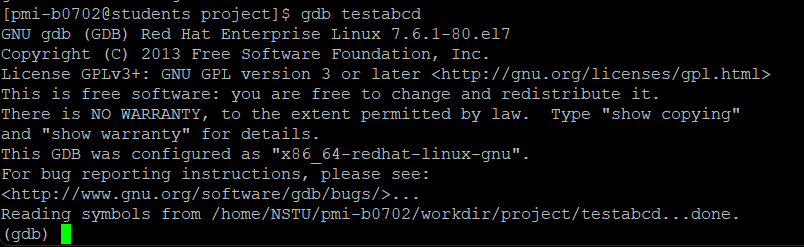 [pmi-b0702@students project]$ gdb testabcd
GNU gdb (GDB) Red Hat Enterprise Linux 7.6.1-80.el7
Copyright (C) 2013 Free Software Foundation, Inc.
License GPLv3+: GNU GPL version 3 or later <http://gnu.org/licenses/gpl.html>
This is free software: you are free to change and redistribute it.
There is NO WARRANTY, to the extent permitted by law.  Type "show copying"
and "show warranty" for details.
This GDB was configured as "x86_64-redhat-linux-gnu".
For bug reporting instructions, please see:
<http://www.gnu.org/software/gdb/bugs/>...
Reading symbols from /home/NSTU/pmi-b0702/workdir/project/testabcd...done.
(gdb)